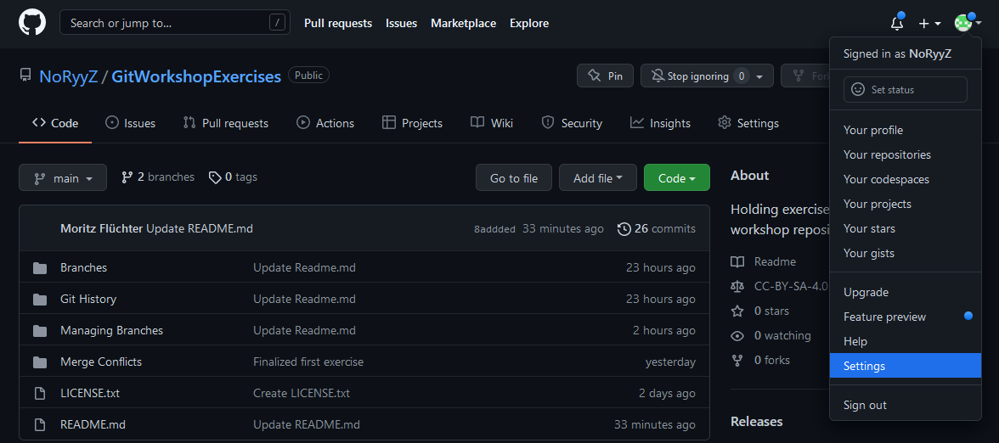 Search or jump to... /
Pull requests Issues Marketplace Explore
Signed in as NoRyyZ
Set status
Your profile
Your repositories
Your codespaces
Your projects
Your stars
Your gists
Upgrade
Feature preview
Help
Settings
Sign out
NoRyyZ / GitWorkshopExercises Public
Pin Stop ignoring 0
Code Issues Pull requests Actions Projects Wiki Security Insights Settings
main 2 branches 0 tags Go to file Add file Code
Moritz Flüchter Update README.md 8addded 33 minutes ago 26 commits
Branches Update Readme.md 23 hours ago
Git History Update Readme.md 23 hours ago
Managing Branches Update Readme.md 2 hours ago
Merge Conflicts Finalized first exercise yesterday
LICENSE.txt Create LICENSE.txt 2 days ago
README.md Update README.md 33 minutes ago
About
Holding exercise
workshop reposi
Readme
CC-BY-SA-4.0
0 stars
0 watching
0 forks
Releases